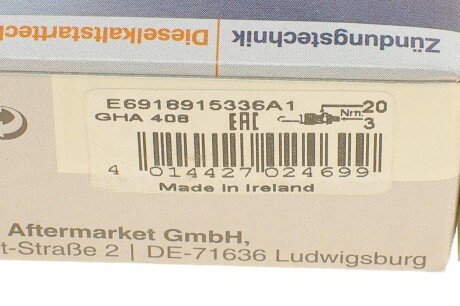 Zündungstechnik
Dieselkaltstarttech
E6918915336A1 20
GHA 408 EAC Nm: 3
4 014427 024699
Made in Ireland
Aftermarket GmbH,
t-Straße 2 | DE-71636 Ludwigsburg